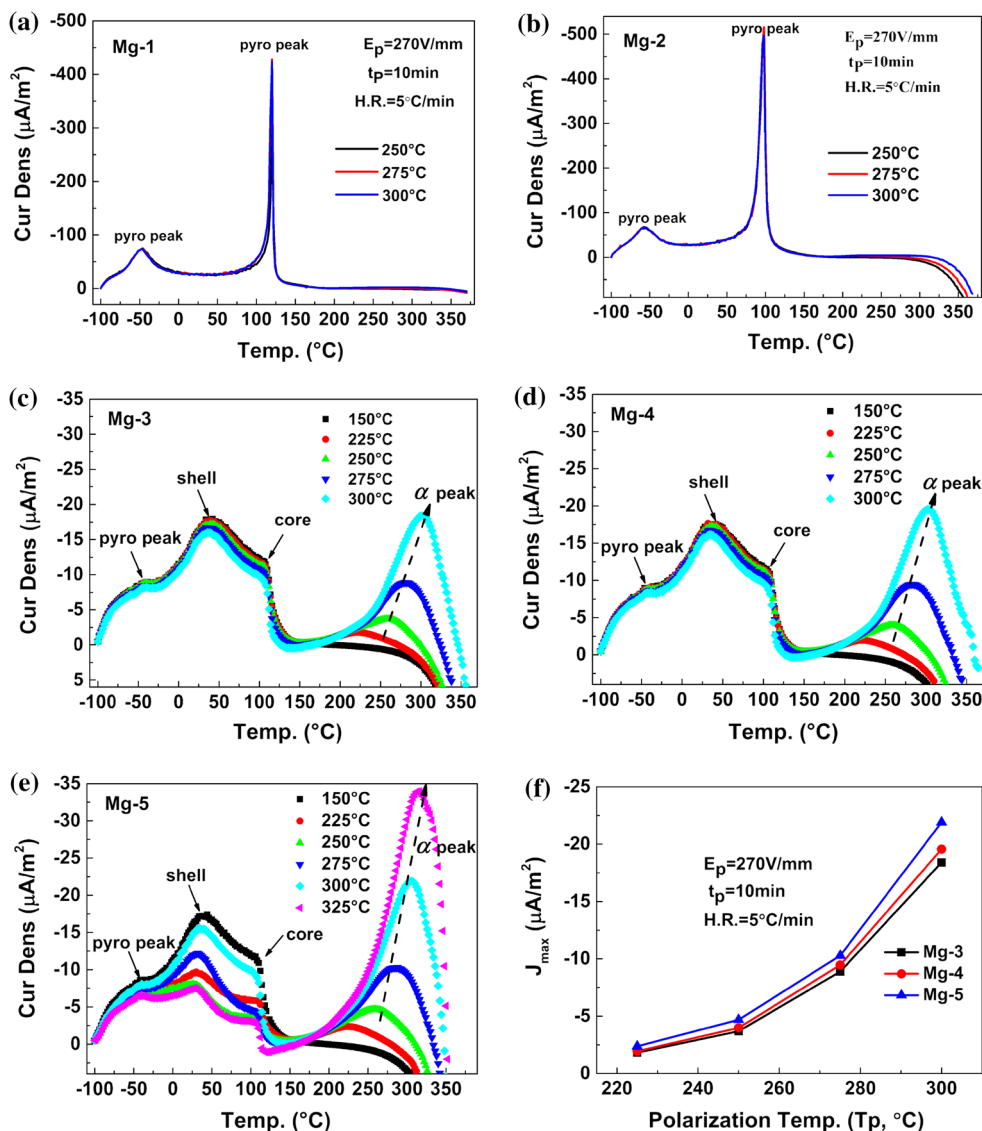 (a)
Mg-1
pyro peak
Ep=270V/mm
tP=10min
H.R.=5°C/min
250°C
275°C
300°C
pyro peak
-500
-400
-300
-200
-100
0
Cur Dens (μA/m²)
-100 -50 0 50 100 150 200 250 300 350
Temp. (°C)
(b)
Mg-2
pyro peak
Ep=270V/mm
tP=10min
H.R.=5°C/min
250°C
275°C
300°C
pyro peak
-500
-400
-300
-200
-100
0
Cur Dens (μA/m²)
-100 -50 0 50 100 150 200 250 300 350
Temp. (°C)
(c)
Mg-3
150°C
225°C
250°C
275°C
300°C
shell
α peak
core
pyro peak
-35
-30
-25
-20
-15
-10
-5
0
5
Cur Dens (μA/m²)
-100 -50 0 50 100 150 200 250 300 350
Temp. (°C)
(d)
Mg-4
150°C
225°C
250°C
275°C
300°C
shell
α peak
core
pyro peak
-35
-30
-25
-20
-15
-10
-5
0
Cur Dens (μA/m²)
-100 -50 0 50 100 150 200 250 300 350
Temp. (°C)
(e)
Mg-5
150°C
225°C
250°C
275°C
300°C
325°C
α peak
shell
core
pyro peak
-35
-30
-25
-20
-15
-10
-5
0
Cur Dens (μA/m²)
-100 -50 0 50 100 150 200 250 300 350
Temp. (°C)
(f)
Ep=270V/mm
tP=10min
H.R.=5°C/min
Mg-3
Mg-4
Mg-5
-25
-20
-15
-10
-5
0
Jmax (μA/m²)
220 240 260 280 300
Polarization Temp. (Tp, °C)